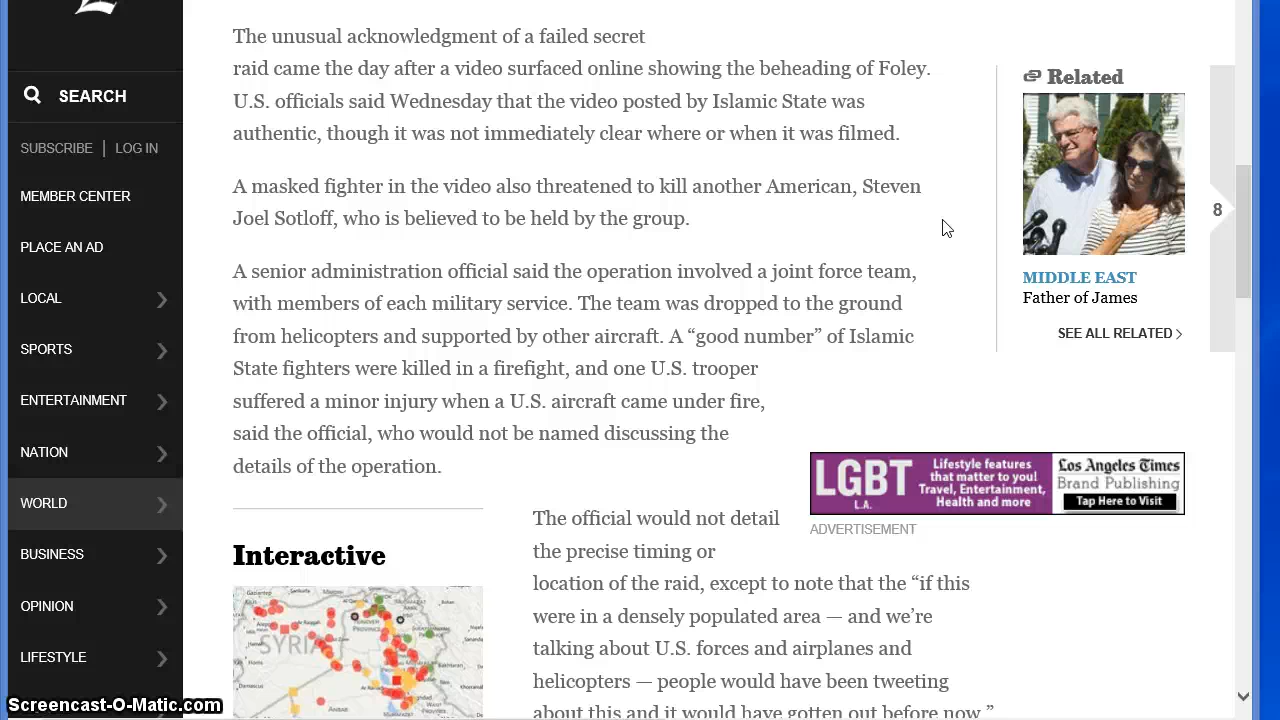 SEARCH
SUBSCRIBE | LOG IN
MEMBER CENTER
PLACE AN AD
LOCAL
SPORTS
ENTERTAINMENT
NATION
WORLD
BUSINESS
OPINION
LIFESTYLE
The unusual acknowledgment of a failed secret
raid came the day after a video surfaced online showing the beheading of Foley.
U.S. officials said Wednesday that the video posted by Islamic State was
authentic, though it was not immediately clear where or when it was filmed.
A masked fighter in the video also threatened to kill another American, Steven
Joel Sotloff, who is believed to be held by the group.
A senior administration official said the operation involved a joint force team,
with members of each military service. The team was dropped to the ground
from helicopters and supported by other aircraft. A “good number” of Islamic
State fighters were killed in a firefight, and one U.S. trooper
suffered a minor injury when a U.S. aircraft came under fire,
said the official, who would not be named discussing the
details of the operation.
Interactive
SYRIA
The official would not detail
the precise timing or
location of the raid, except to note that the “if this
were in a densely populated area — and we’re
talking about U.S. forces and airplanes and
helicopters — people would have been tweeting
about this and it would have gotten out before now.”
Related
MIDDLE EAST
Father of James
SEE ALL RELATED
8
LGBT
L.A.
Lifestyle features
that matter to you!
Travel, Entertainment,
Health and more
Los Angeles Times
Brand Publishing
Tap Here to Visit
ADVERTISEMENT
Screencast-O-Matic.com